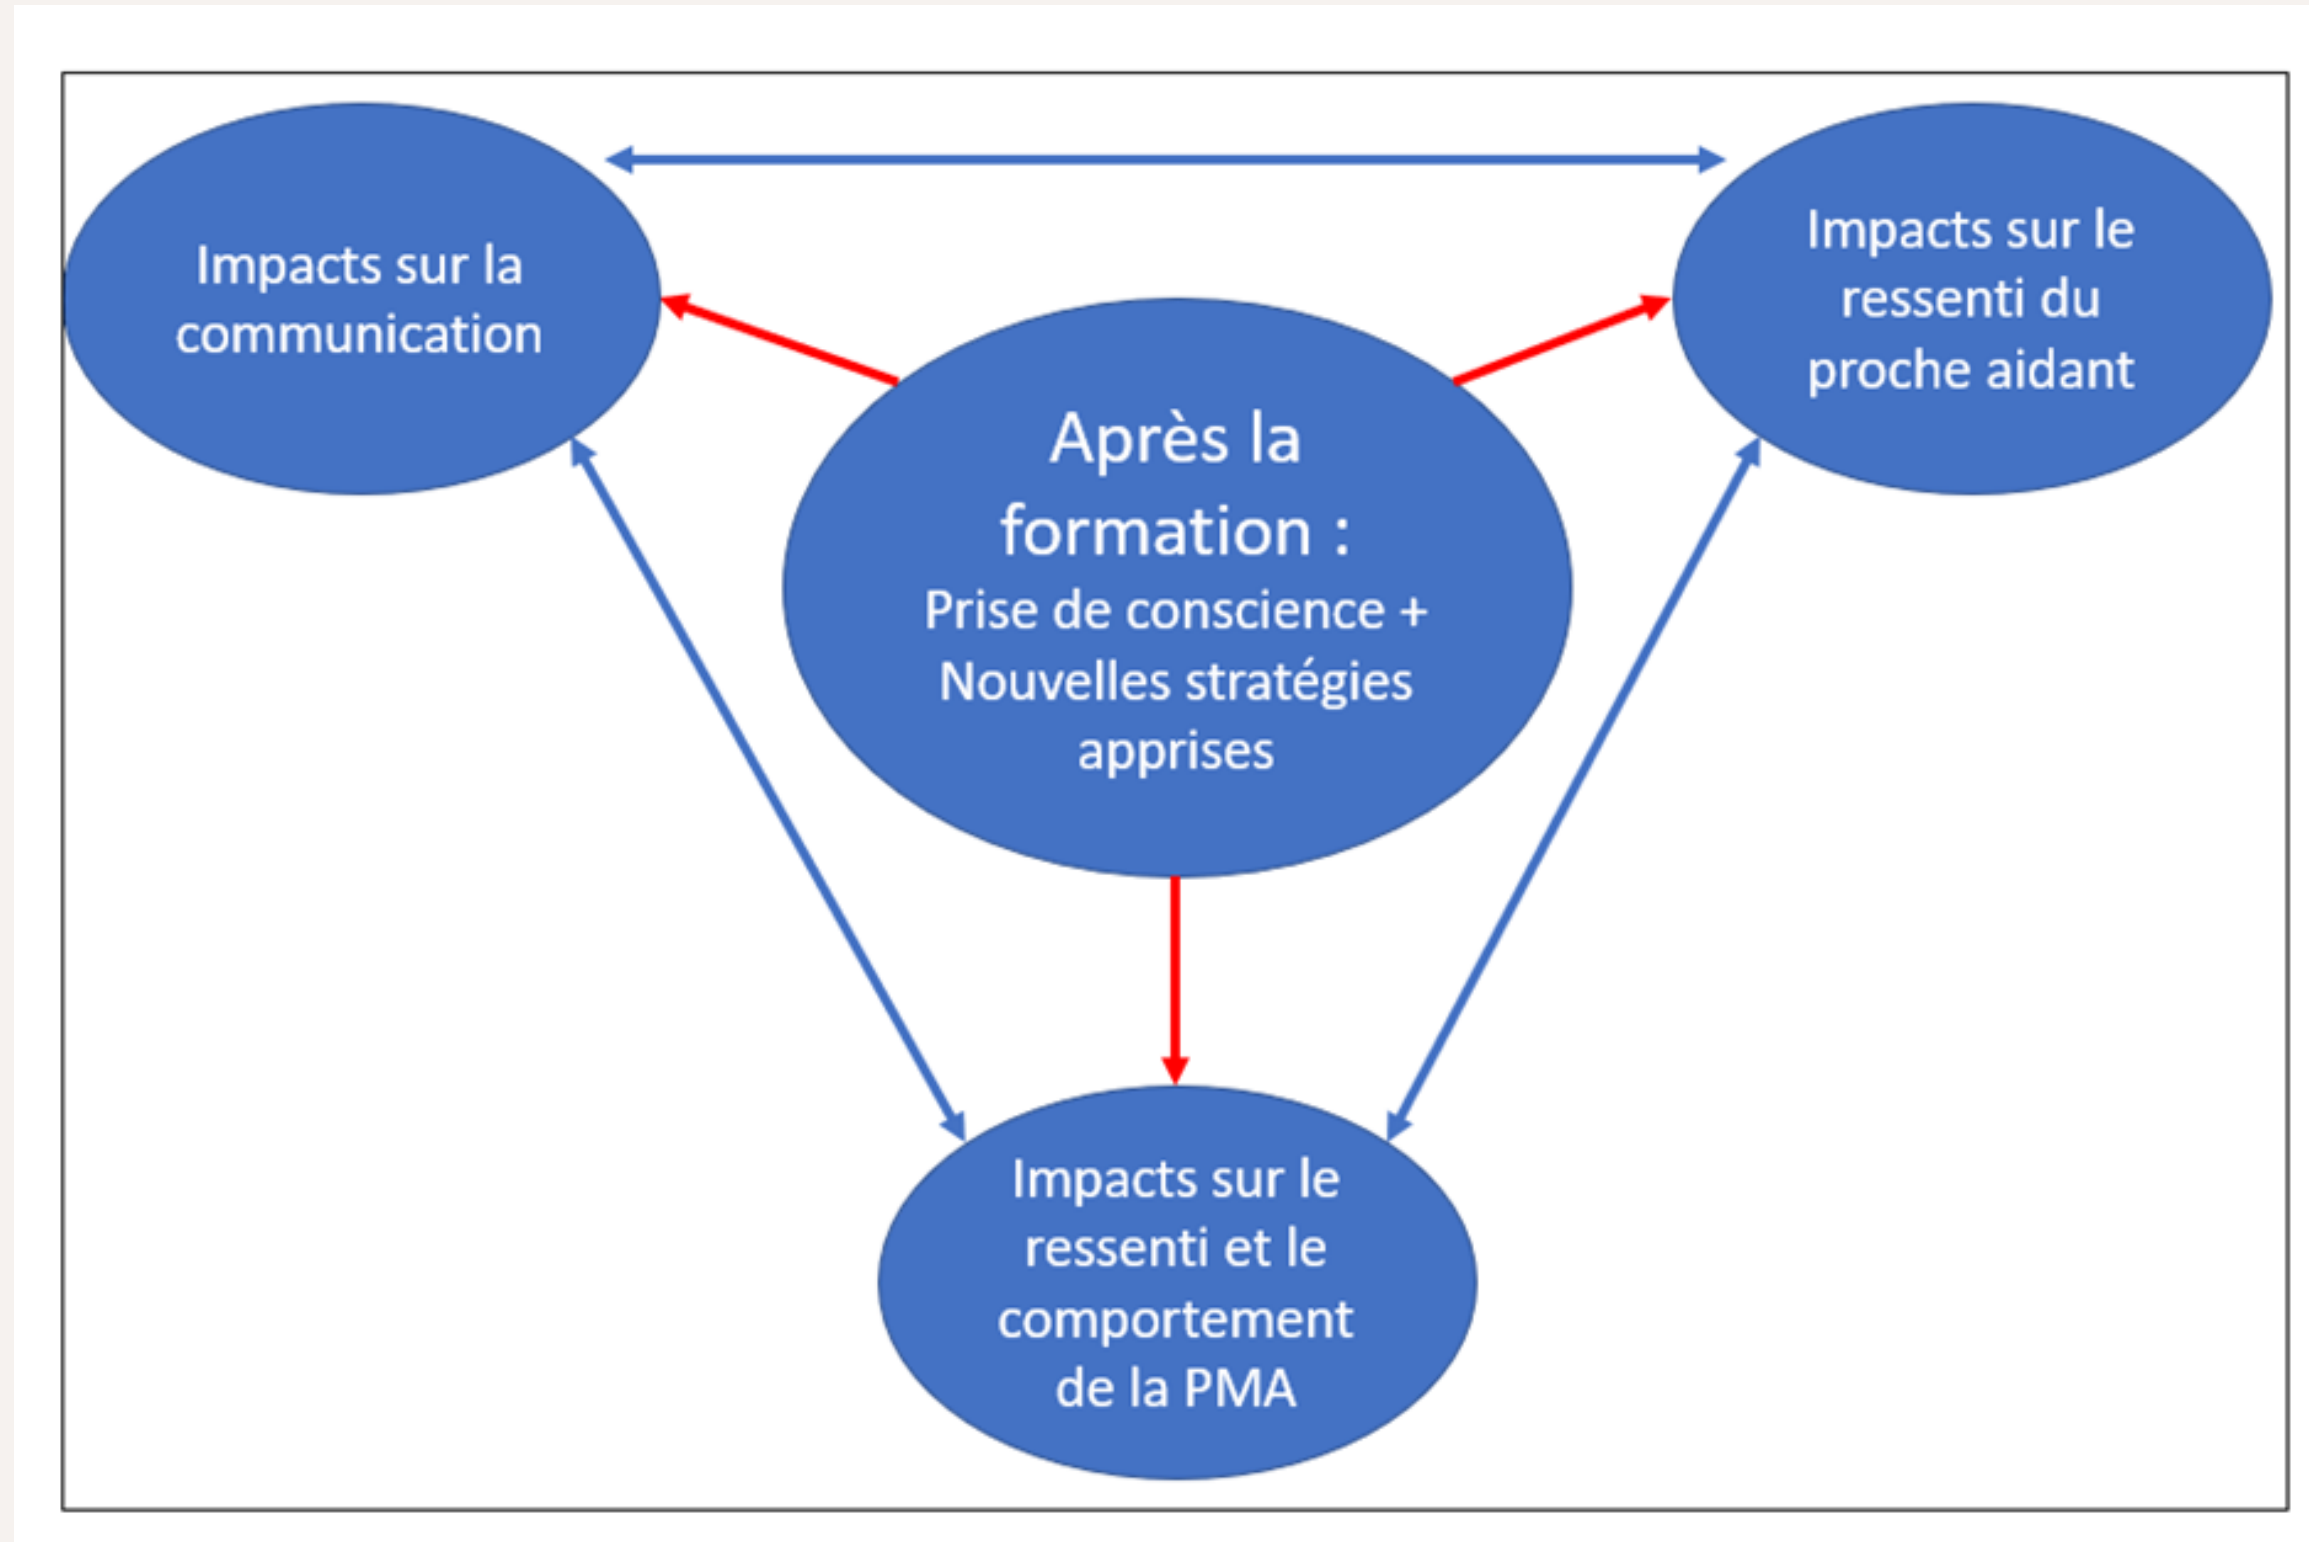 Impacts sur la
communication
Impacts sur le
ressenti du
proche aidant
Après la
formation :
Prise de conscience +
Nouvelles stratégies
apprises
Impacts sur le
ressenti et le
comportement
de la PMA